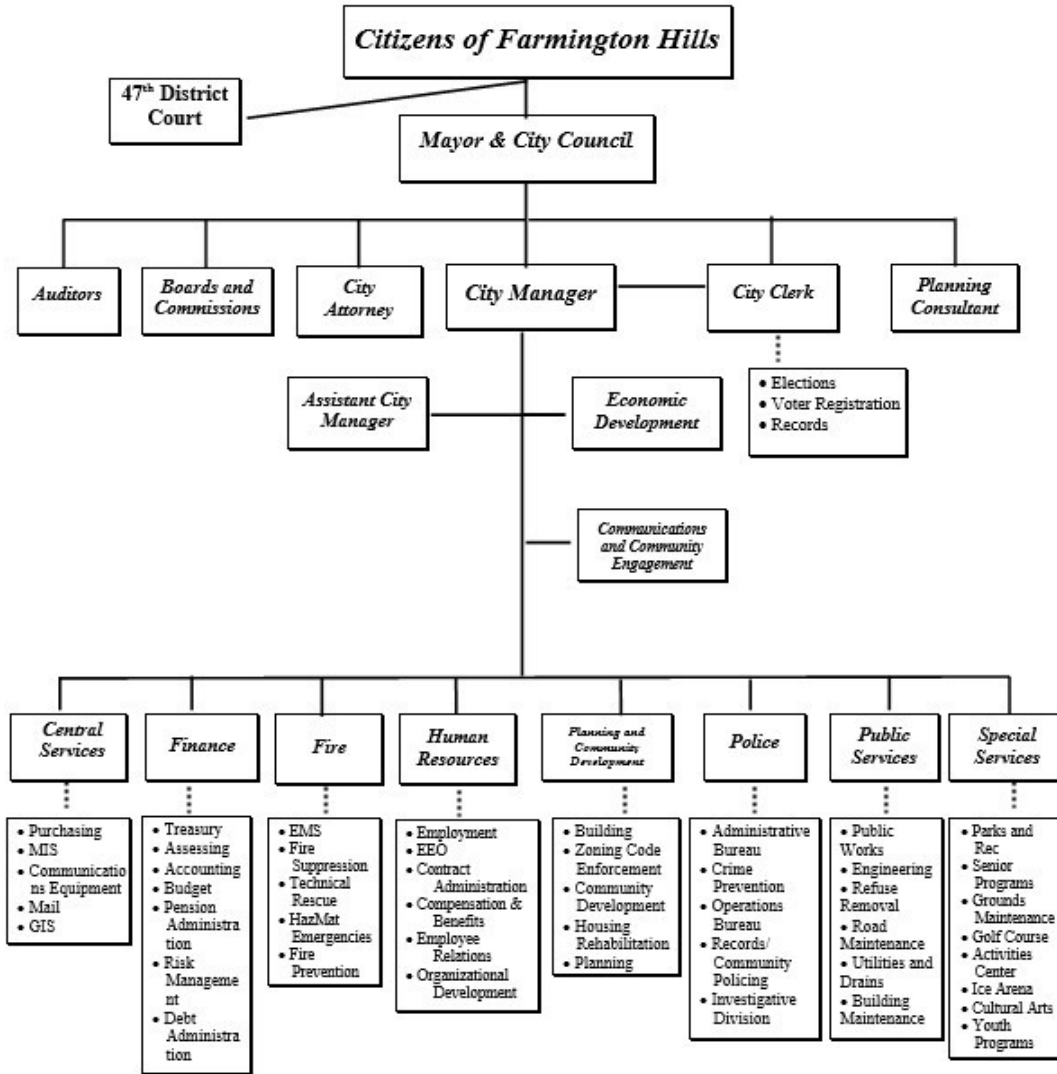 Citizens of Farmington Hills
47th District
Court
Mayor & City Council
Auditors
Boards and
Commissions
City
Attorney
City Manager
City Clerk
Planning
Consultant
• Elections
• Voter Registration
• Records
Assistant City
Manager
Economic
Development
Communications
and Community
Engagement
Central
Services
Finance
Fire
Human
Resources
Planning and
Community
Development
Police
Public
Services
Special
Services
• Purchasing
• MIS
• Communicatio
ns Equipment
• Mail
• GIS
• Treasury
• Assessing
• Accounting
• Budget
• Pension
Administra
tion
• Risk
Manageme
nt
• Debt
Administra
tion
• EMS
• Fire
Suppression
• Technical
Rescue
• HazMat
Emergencies
• Fire
Prevention
• Employment
• EEO
• Contract
Administration
• Compensation &
Benefits
• Employee
Relations
• Organizational
Development
• Building
• Zoning Code
Enforcement
• Community
Development
• Housing
Rehabilitation
• Planning
• Administrative
Bureau
• Crime
Prevention
• Operations
Bureau
• Records/
Community
Policing
• Investigative
Division
• Public
Works
• Engineering
• Refuse
Removal
• Road
Maintenance
• Utilities and
Drains
• Building
Maintenance
• Parks and
Rec
• Senior
Programs
• Grounds
Maintenance
• Golf Course
• Activities
Center
• Ice Arena
• Cultural Arts
• Youth
Programs